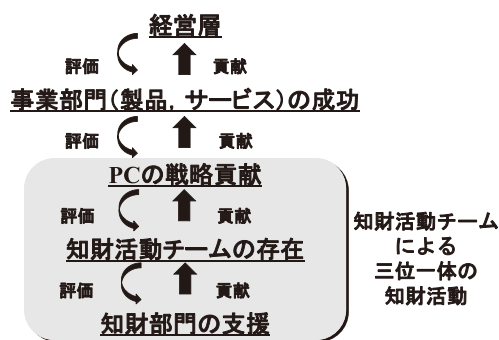 経営層
評価 貢献
事業部門(製品,サービス)の成功
評価 貢献
PCの戦略貢献
評価 貢献
知財活動チームの存在
評価 貢献
知財部門の支援
知財活動チーム
による
三位一体の
知財活動